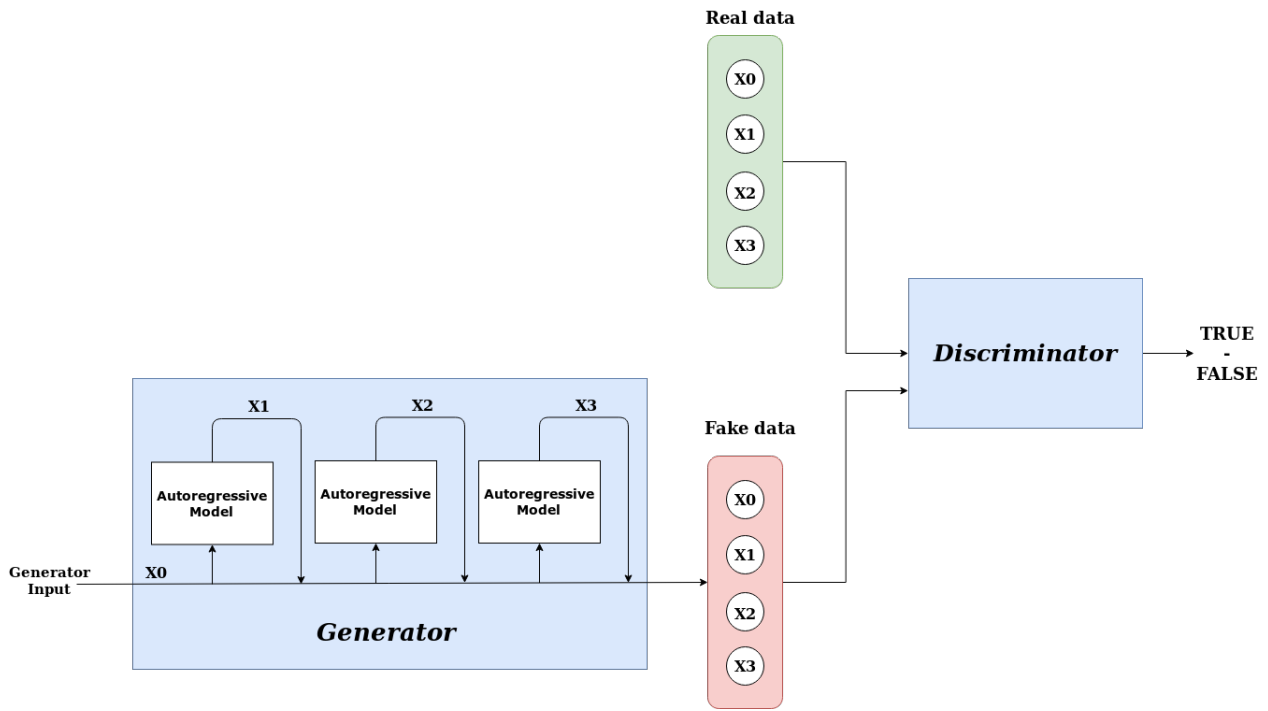 Real data
X0
X1
X2
X3
Discriminator
TRUE
-
FALSE
X1
X2
X3
Autoregressive
Model
Autoregressive
Model
Autoregressive
Model
Generator
Input
X0
Generator
Fake data
X0
X1
X2
X3